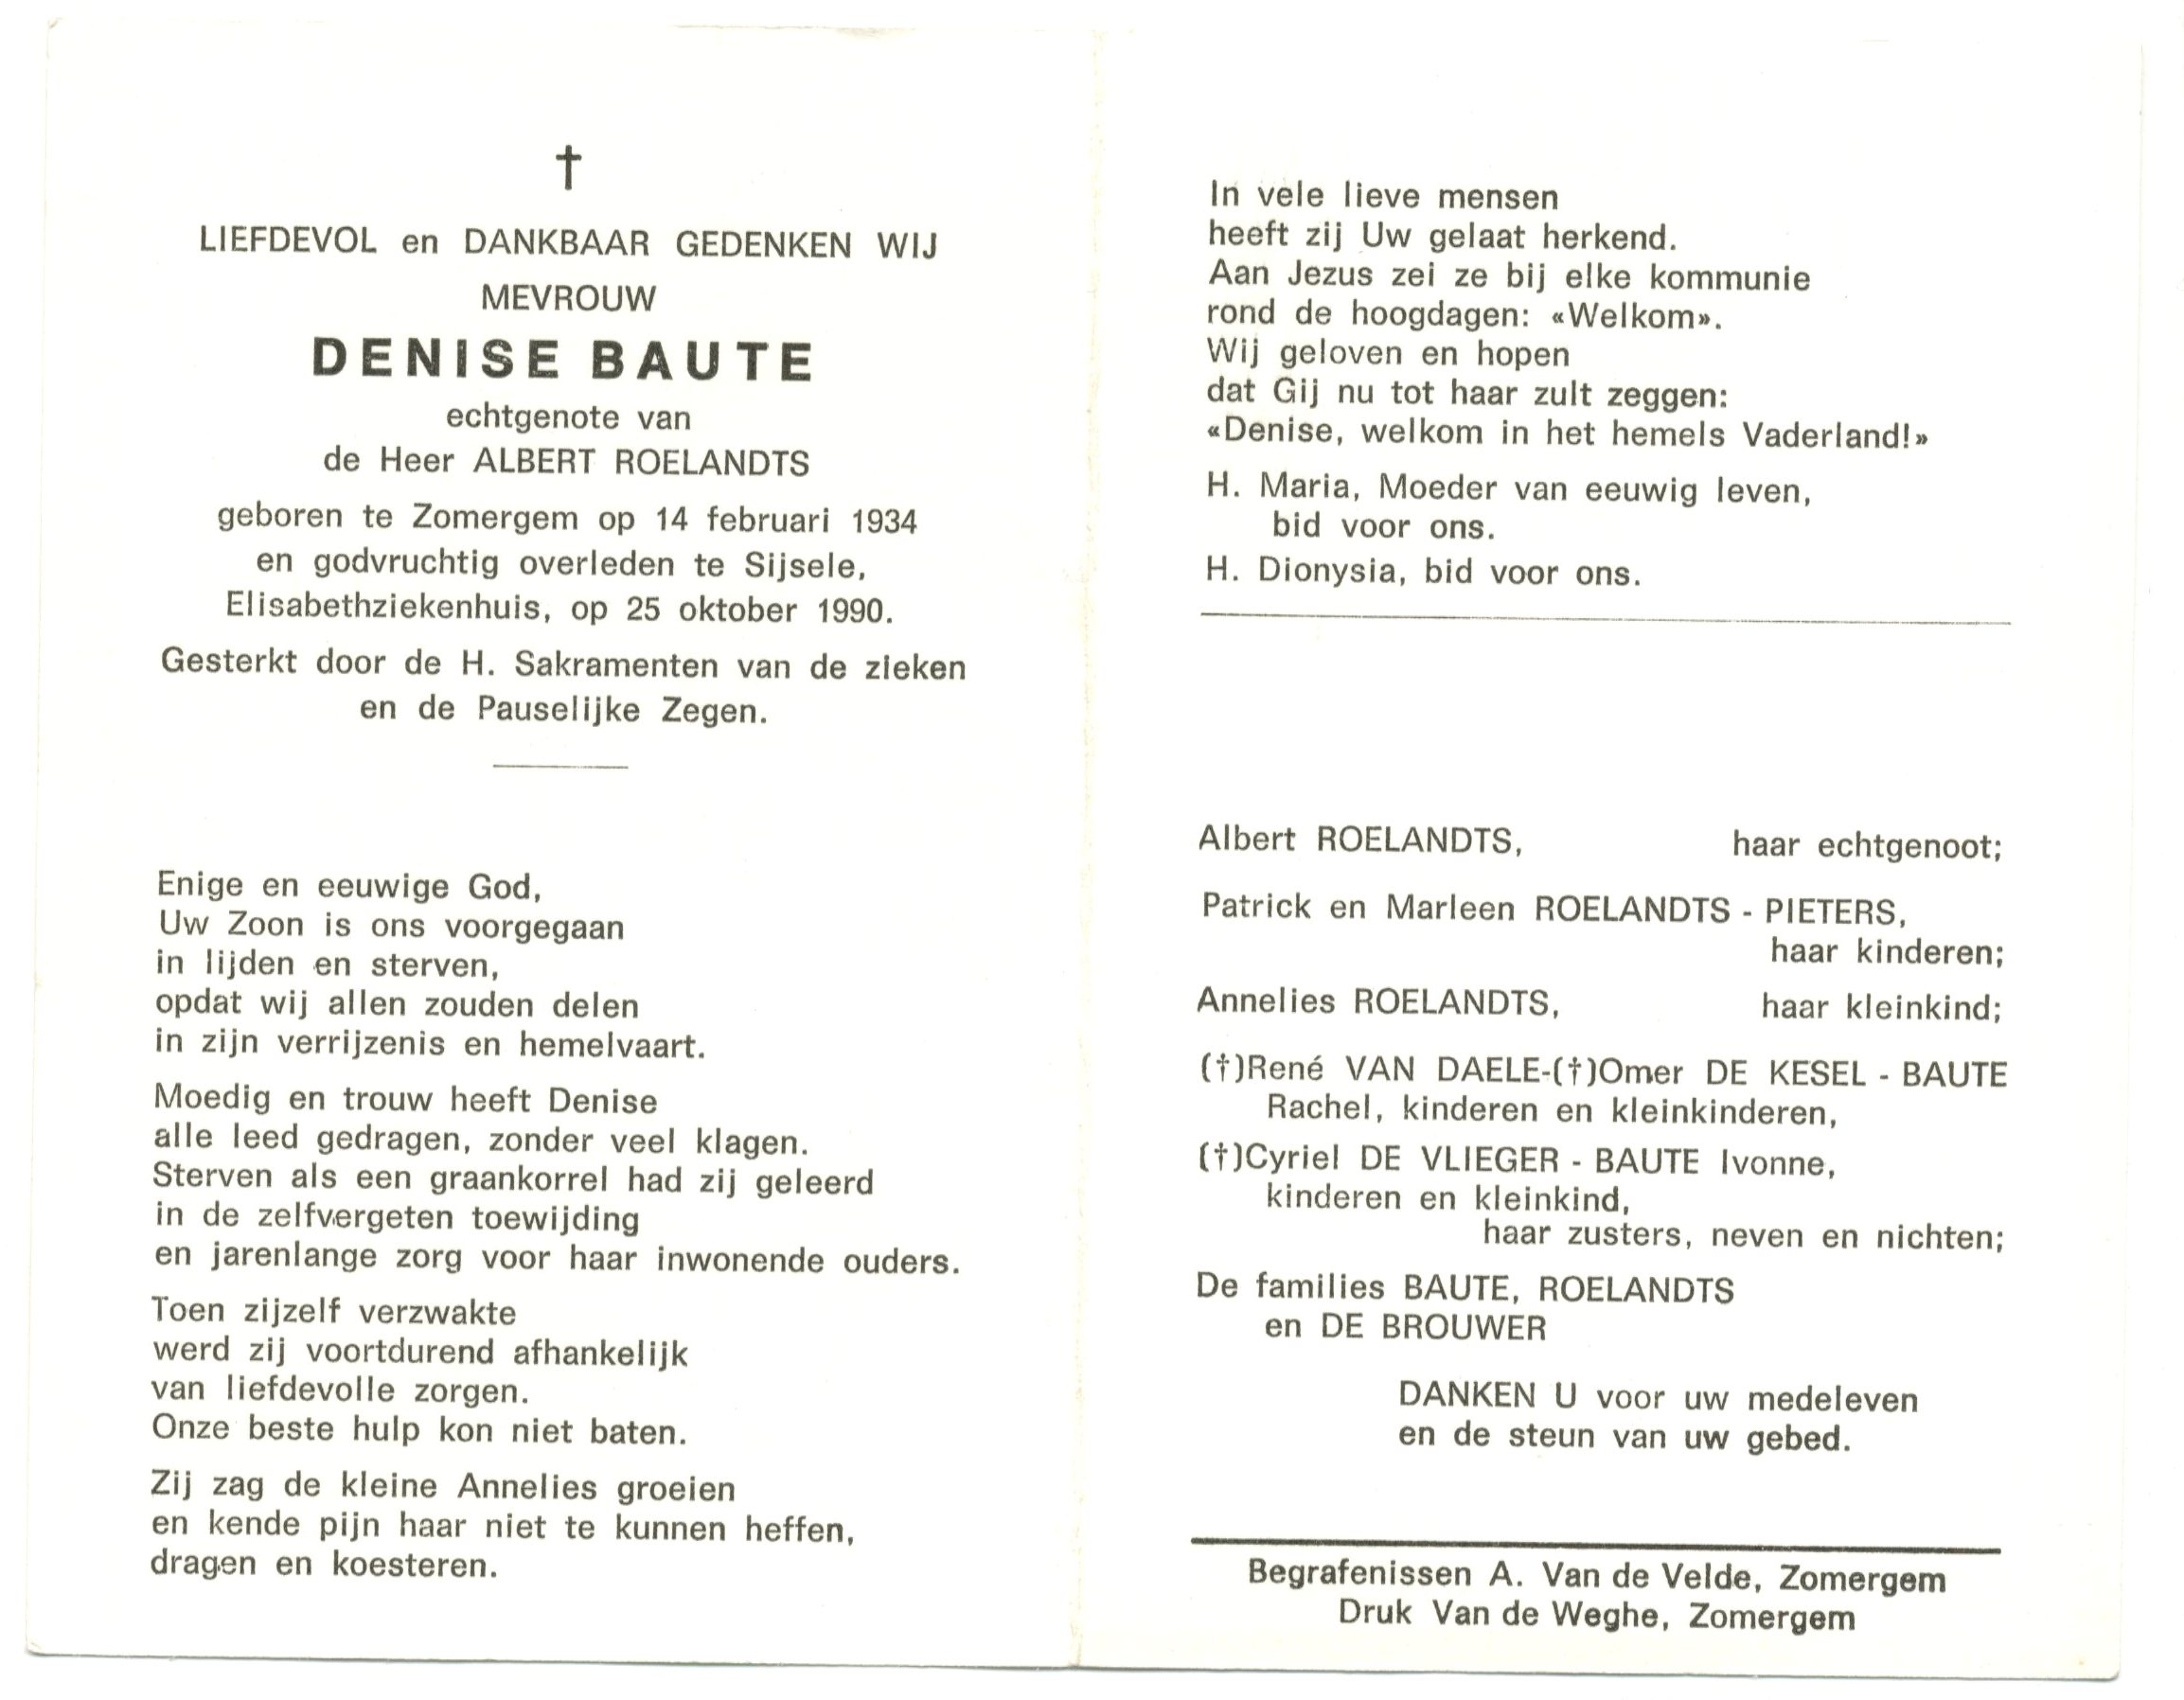 †
LIEFDEVOL en DANKBAAR GEDENKEN WIJ
MEVROUW
DENISE BAUTE
echtgenote van
de Heer ALBERT ROELANDTS
geboren te Zomergem op 14 februari 1934
en godvruchtig overleden te Sijsele,
Elisabethziekenhuis, op 25 oktober 1990.
Gesterkt door de H. Sakramenten van de zieken
en de Pauselijke Zegen.
Enige en eeuwige God,
Uw Zoon is ons voorgegaan
in lijden en sterven,
opdat wij allen zouden delen
in zijn verrijzenis en hemelvaart.
Moedig en trouw heeft Denise
alle leed gedragen, zonder veel klagen.
Sterven als een graankorrel had zij geleerd
in de zelfvergeten toewijding
en jarenlange zorg voor haar inwonende ouders.
Toen zijzelf verzwakte
werd zij voortdurend afhankelijk
van liefdevolle zorgen.
Onze beste hulp kon niet baten.
Zij zag de kleine Annelies groeien
en kende pijn haar niet te kunnen heffen,
dragen en koesteren.
In vele lieve mensen
heeft zij Uw gelaat herkend.
Aan Jezus zei ze bij elke kommunie
rond de hoogdagen: «Welkom».
Wij geloven en hopen
dat Gij nu tot haar zult zeggen:
«Denise, welkom in het hemels Vaderland!»
H. Maria, Moeder van eeuwig leven,
bid voor ons.
H. Dionysia, bid voor ons.
Albert ROELANDTS, haar echtgenoot;
Patrick en Marleen ROELANDTS - PIETERS,
haar kinderen;
Annelies ROELANDTS, haar kleinkind;
(†)René VAN DAELE-(†)Omer DE KESEL - BAUTE
Rachel, kinderen en kleinkinderen,
(†)Cyriel DE VLIEGER - BAUTE Ivonne,
kinderen en kleinkind,
haar zusters, neven en nichten;
De families BAUTE, ROELANDTS
en DE BROUWER
DANKEN U voor uw medeleven
en de steun van uw gebed.
Begrafenissen A. Van de Velde, Zomergem
Druk Van de Weghe, Zomergem